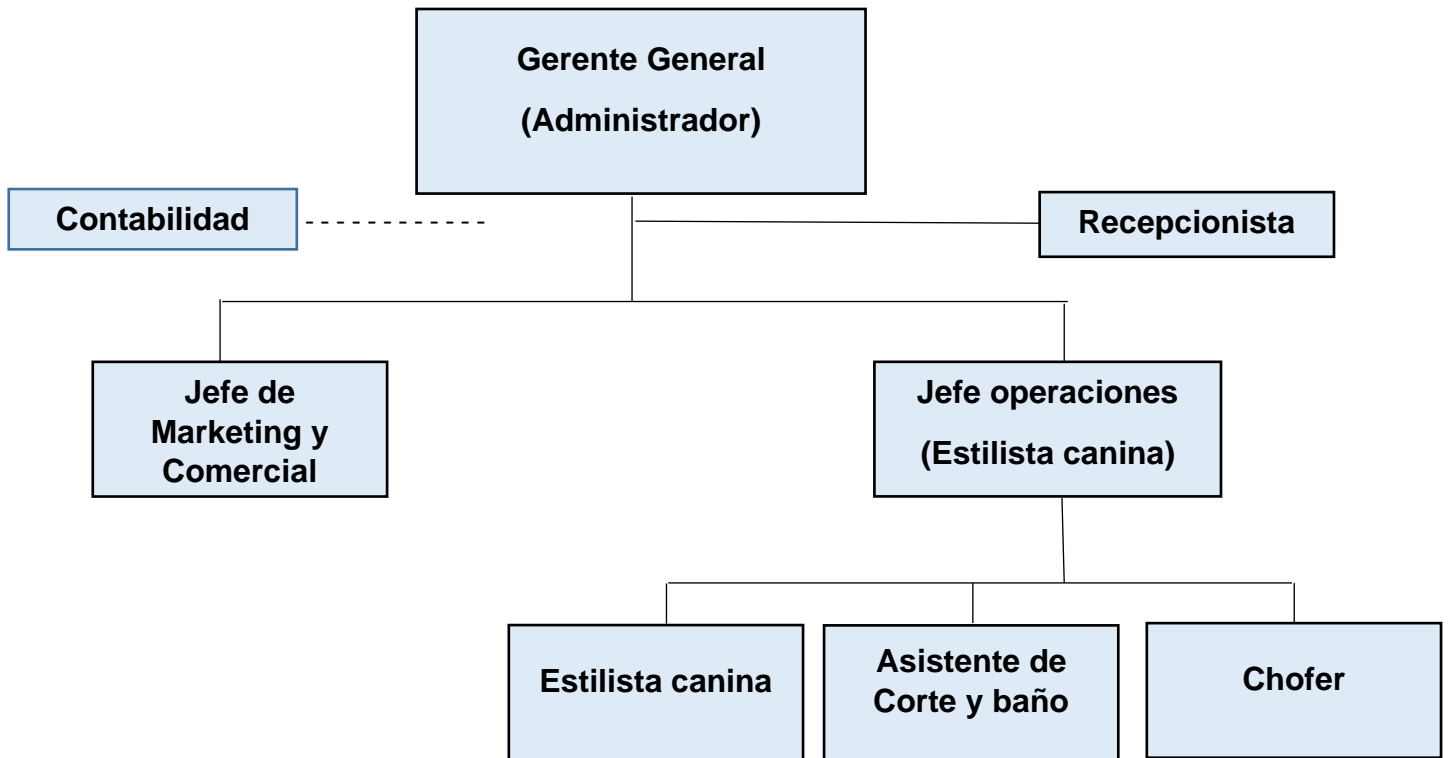 Gerente General
(Administrador)
Contabilidad
Recepcionista
Jefe de
Marketing y
Comercial
Jefe operaciones
(Estilista canina)
Estilista canina
Asistente de
Corte y baño
Chofer